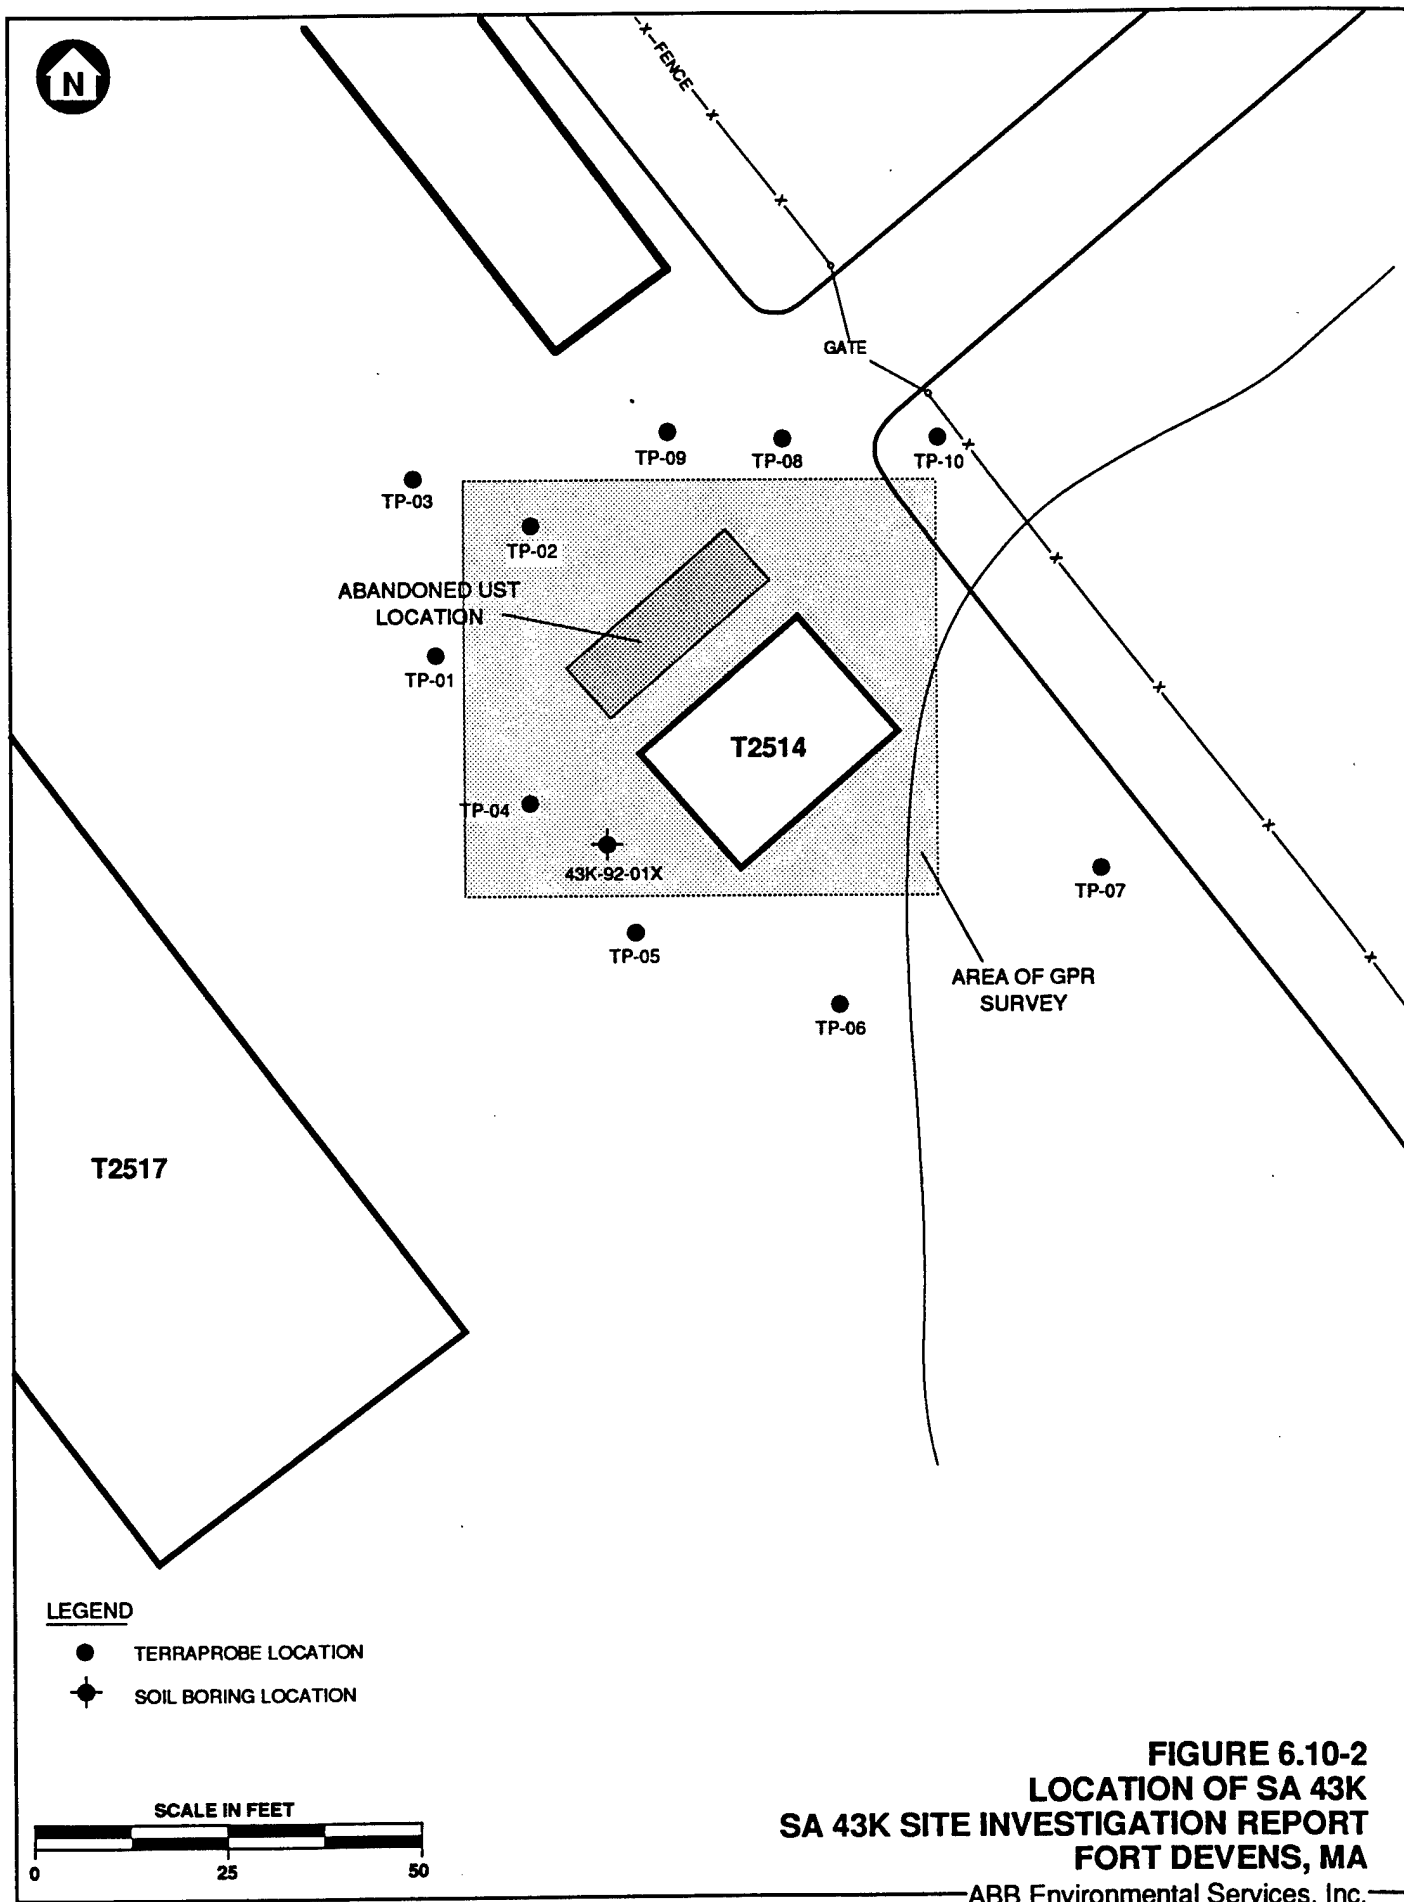 N
FENCE
GATE
TP-09
TP-08
TP-10
TP-03
TP-02
ABANDONED UST
LOCATION
TP-01
T2514
TP-04
43K-92-01X
TP-07
TP-05
AREA OF GPR
SURVEY
TP-06
T2517
LEGEND
TERRAPROBE LOCATION
SOIL BORING LOCATION
SCALE IN FEET
0 25 50
FIGURE 6.10-2
LOCATION OF SA 43K
SA 43K SITE INVESTIGATION REPORT
FORT DEVENS, MA
ABB Environmental Services, Inc.